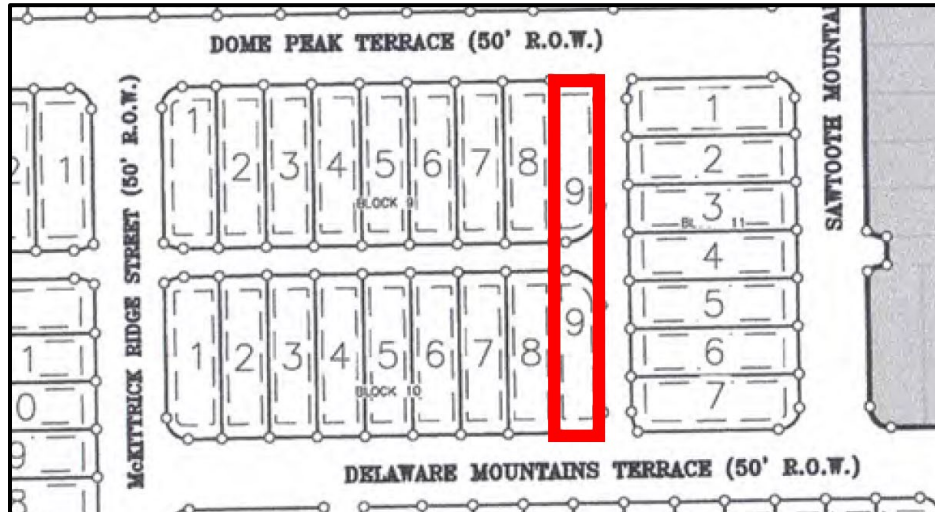 DOME PEAK TERRACE (50' R.O.W.)
McKITTRICK RIDGE STREET (50' R.O.W.)
SAWTOOTH MOUNTA
1 2 3 4 5 6 7 8 9
BLOCK 9
1 2 3 4 5 6 7 8 9
BLOCK 10
1
2
3
BL 11
4
5
6
7
1
1
0
9
DELAWARE MOUNTAINS TERRACE (50' R.O.W.)